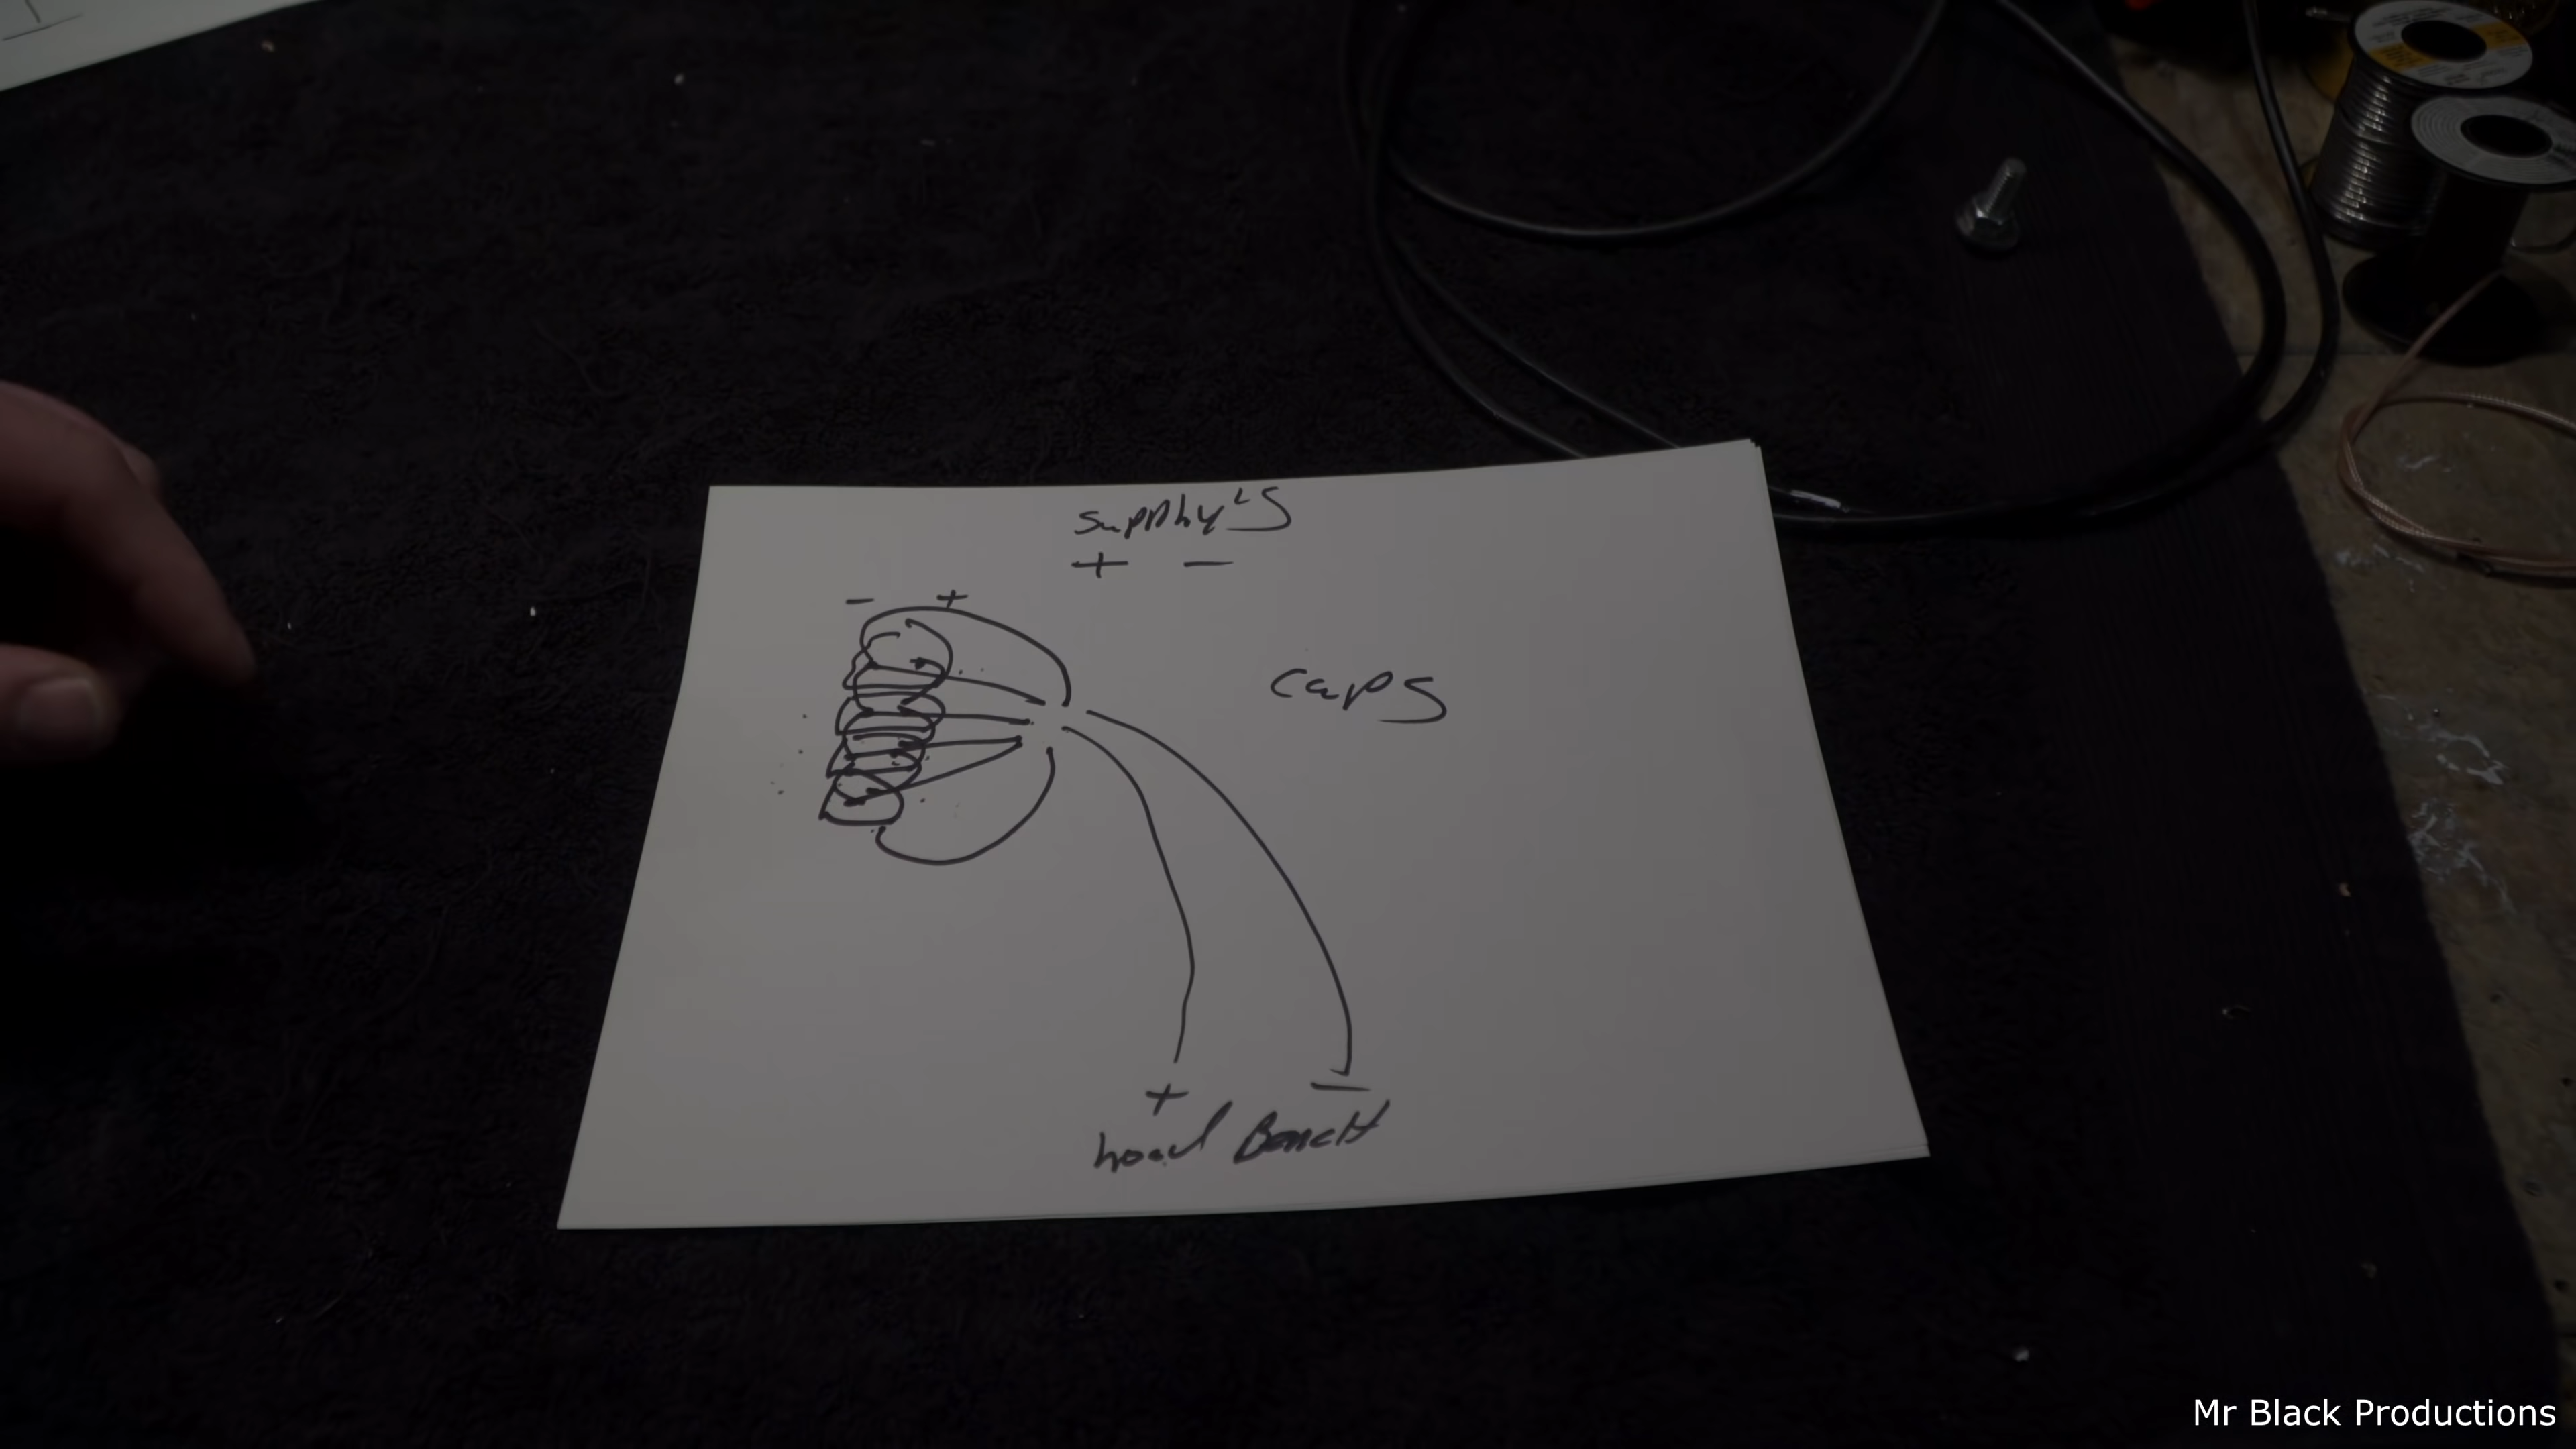 supply's
+ -
- +
caps
+ -
Load Bench
Mr Black Productions